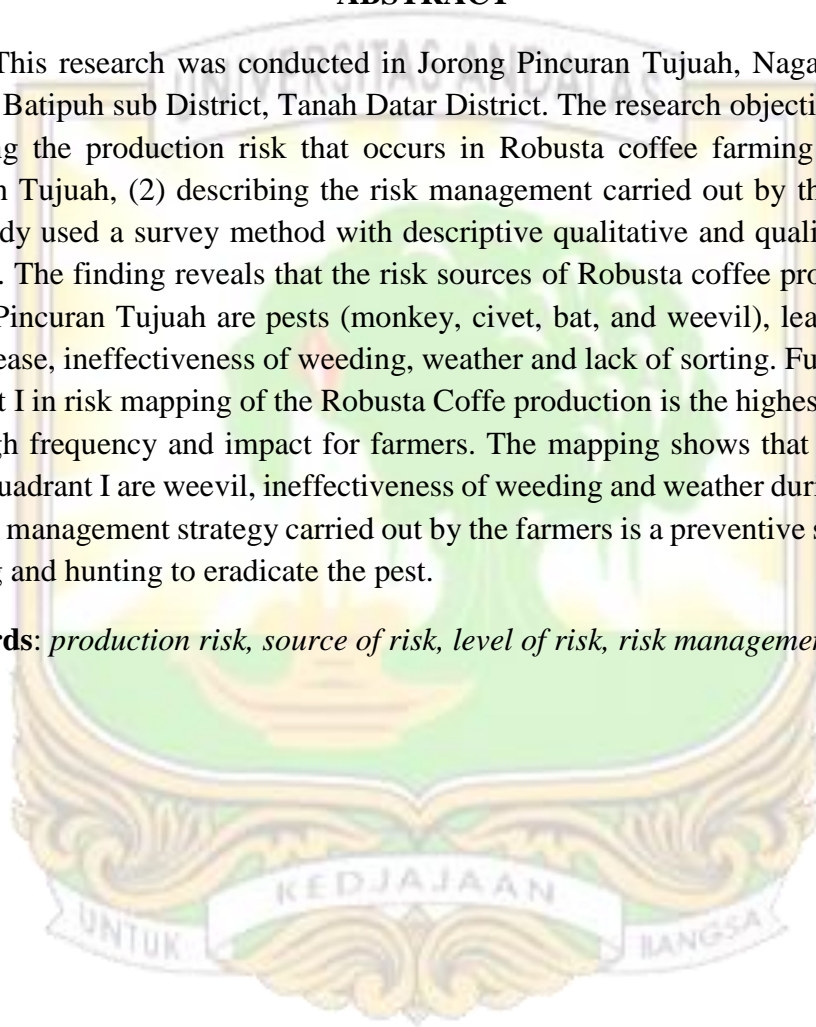 ABSTRACT
This research was conducted in Jorong Pincuran Tujuah, Naga
Batipuh sub District, Tanah Datar District. The research objecti
ng the production risk that occurs in Robusta coffee farming
n Tujuah, (2) describing the risk management carried out by th
dy used a survey method with descriptive qualitative and quali
. The finding reveals that the risk sources of Robusta coffee pro
Pincuran Tujuah are pests (monkey, civet, bat, and weevil), lea
ease, ineffectiveness of weeding, weather and lack of sorting. Fu
t I in risk mapping of the Robusta Coffe production is the highes
gh frequency and impact for farmers. The mapping shows that
uadrant I are weevil, ineffectiveness of weeding and weather duri
management strategy carried out by the farmers is a preventive s
g and hunting to eradicate the pest.
rds: production risk, source of risk, level of risk, risk managemen
UNIVERSITAS ANDALAS
KEDJAJAAN
UNTUK BANGSA